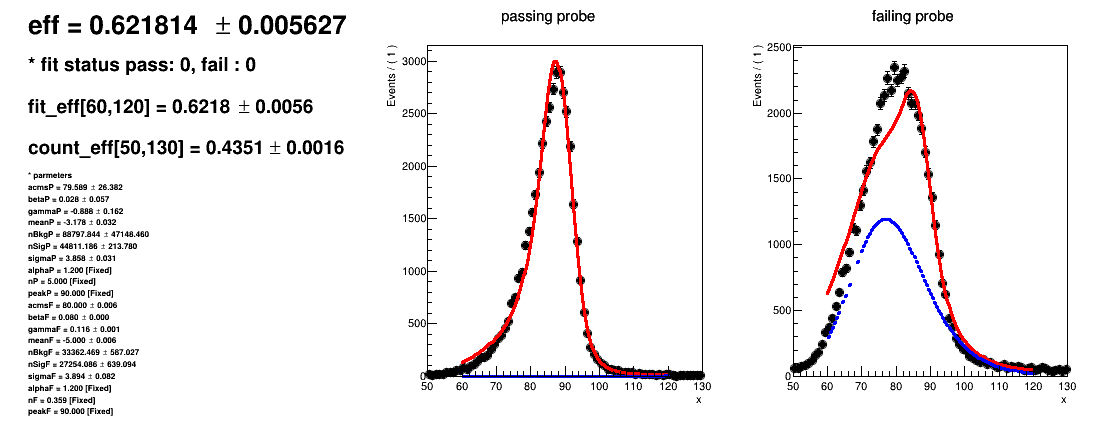 eff = 0.621814 ± 0.005627
* fit status pass: 0, fail : 0
fit_eff[60,120] = 0.6218 ± 0.0056
count_eff[50,130] = 0.4351 ± 0.0016
* parmeters
acmsP = 79.589 ± 26.382
betaP = 0.028 ± 0.057
gammaP = -0.888 ± 0.162
meanP = -3.178 ± 0.032
nBkgP = 88797.844 ± 47148.460
nSigP = 44811.186 ± 213.780
sigmaP = 3.858 ± 0.031
alphaP = 1.200 [Fixed]
nP = 5.000 [Fixed]
peakP = 90.000 [Fixed]
acmsF = 80.000 ± 0.006
betaF = 0.080 ± 0.000
gammaF = 0.116 ± 0.001
meanF = -5.000 ± 0.006
nBkgF = 33362.469 ± 587.027
nSigF = 27254.086 ± 639.094
sigmaF = 3.894 ± 0.082
alphaF = 1.200 [Fixed]
nF = 0.359 [Fixed]
peakF = 90.000 [Fixed]
passing probe
Events / ( 1 )
3000
2500
2000
1500
1000
500
0
50 60 70 80 90 100 110 120 130
x
failing probe
Events / ( 1 )
2500
2000
1500
1000
500
0
50 60 70 80 90 100 110 120 130
x